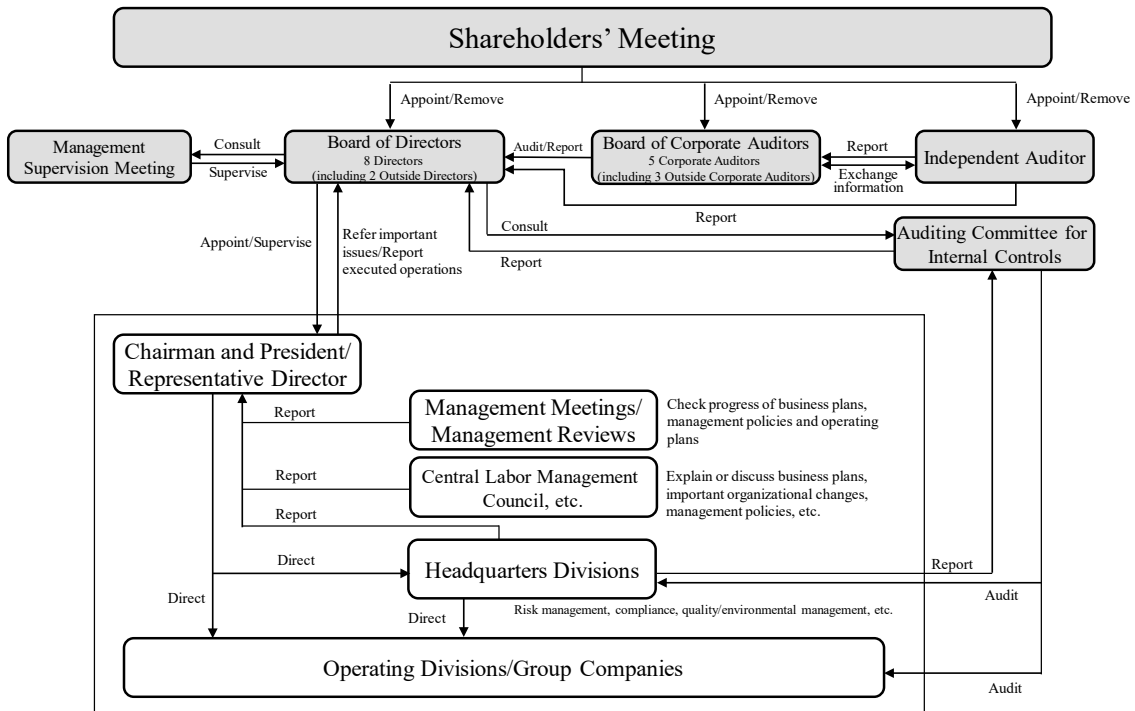 Shareholders’ Meeting
Appoint/Remove
Appoint/Remove
Appoint/Remove
Management
Supervision Meeting
Consult
Supervise
Board of Directors
8 Directors
(including 2 Outside Directors)
Audit/Report
Board of Corporate Auditors
5 Corporate Auditors
(including 3 Outside Corporate Auditors)
Report
Exchange
information
Independent Auditor
Report
Appoint/Supervise
Refer important
issues/Report
executed operations
Consult
Report
Auditing Committee for
Internal Controls
Chairman and President/
Representative Director
Report
Management Meetings/
Management Reviews
Check progress of business plans,
management policies and operating
plans
Report
Central Labor Management
Council, etc.
Explain or discuss business plans,
important organizational changes,
management policies, etc.
Report
Direct
Headquarters Divisions
Report
Direct
Direct
Risk management, compliance, quality/environmental management, etc.
Audit
Operating Divisions/Group Companies
Audit